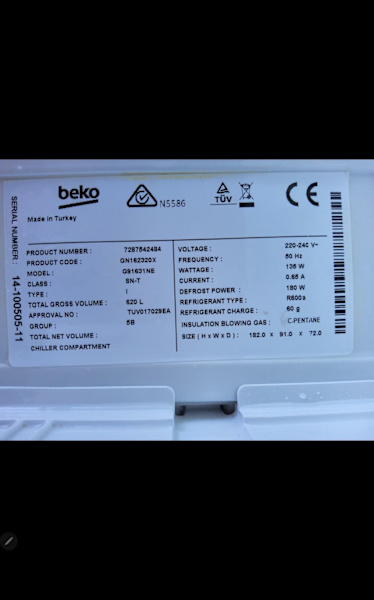 SERIAL NUMBER: 14-100505-11
beko
N5586
TÜV
CE
Made in Turkey
PRODUCT NUMBER : 7287542494
PRODUCT CODE : GN162320X
MODEL : G91631NE
CLASS : SN-T
TYPE : I
TOTAL GROSS VOLUME : 620 L
APPROVAL NO : TUV017029EA
GROUP : 5B
TOTAL NET VOLUME :
CHILLER COMPARTMENT
VOLTAGE : 220-240 V~
FREQUENCY : 50 Hz
WATTAGE : 135 W
CURRENT : 0.65 A
DEFROST POWER : 180 W
REFRIGERANT TYPE : R600a
REFRIGERANT CHARGE : 60 g
INSULATION BLOWING GAS : C-PENTANE
SIZE ( H x W x D ) : 182.0 x 91.0 x 72.0